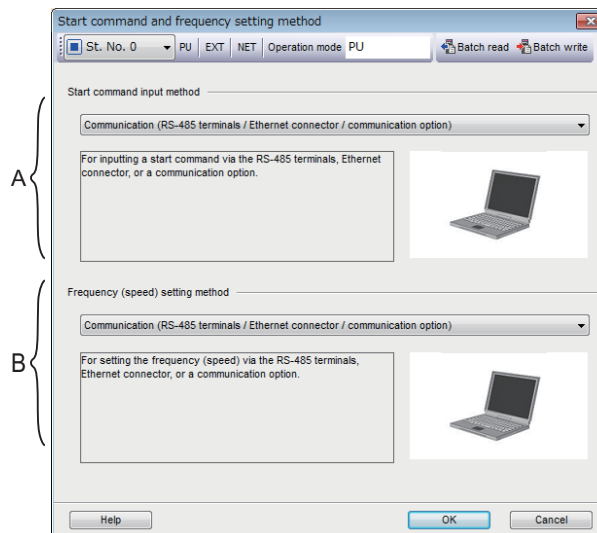 Start command and frequency setting method
St. No. 0 PU EXT NET Operation mode PU Batch read Batch write
Start command input method
Communication (RS-485 terminals / Ethernet connector / communication option)
A
For inputting a start command via the RS-485 terminals, Ethernet
connector, or a communication option.
Frequency (speed) setting method
Communication (RS-485 terminals / Ethernet connector / communication option)
B
For setting the frequency (speed) via the RS-485 terminals,
Ethernet connector, or a communication option.
Help OK Cancel